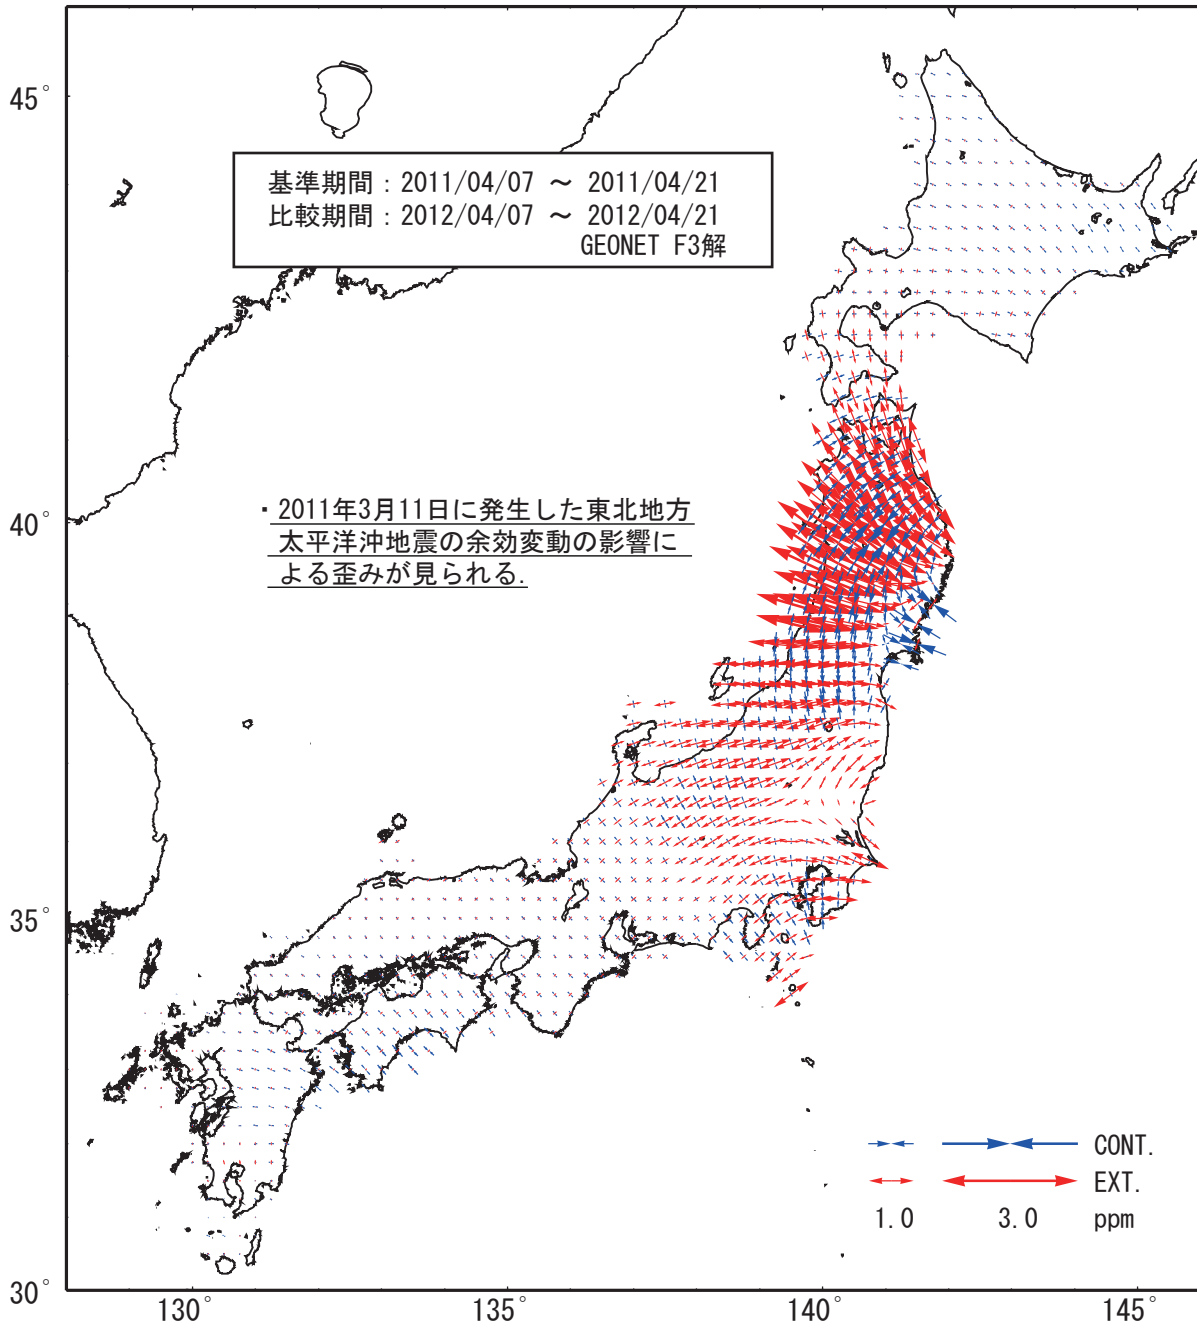 45°
基準期間 : 2011/04/07 ～ 2011/04/21
比較期間 : 2012/04/07 ～ 2012/04/21
GEONET F3解
40°
・2011年3月11日に発生した東北地方
太平洋沖地震の余効変動の影響に
よる歪みが見られる.
35°
CONT.
EXT.
1.0 3.0 ppm
30°
130° 135° 140° 145°